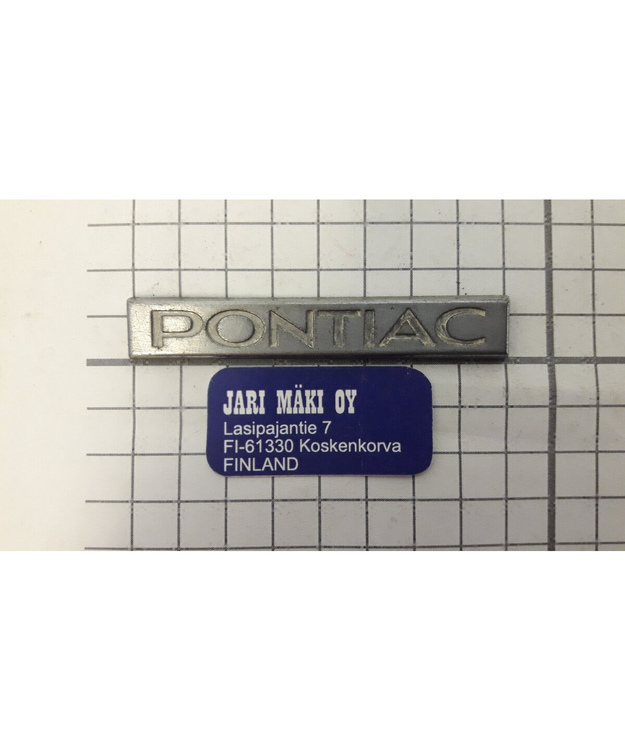 PONTIAC
JARI MÄKI OY
Lasipajantie 7
FI-61330 Koskenkorva
FINLAND